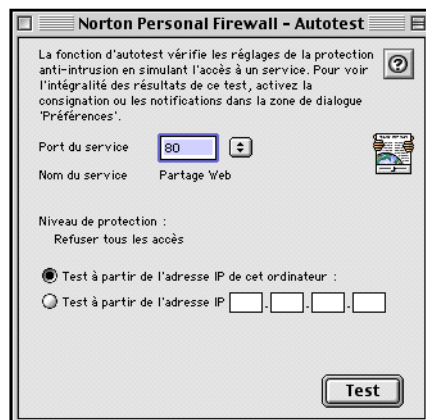 Norton Personal Firewall - Autotest
La fonction d'autotest vérifie les réglages de la protection
anti-intrusion en simulant l'accès à un service. Pour voir
l'intégralité des résultats de ce test, activez la
consignation ou les notifications dans la zone de dialogue
'Préférences'.
?
Port du service 80
Nom du service Partage Web
Niveau de protection :
Refuser tous les accès
Test à partir de l'adresse IP de cet ordinateur :
Test à partir de l'adresse IP . . .
Test